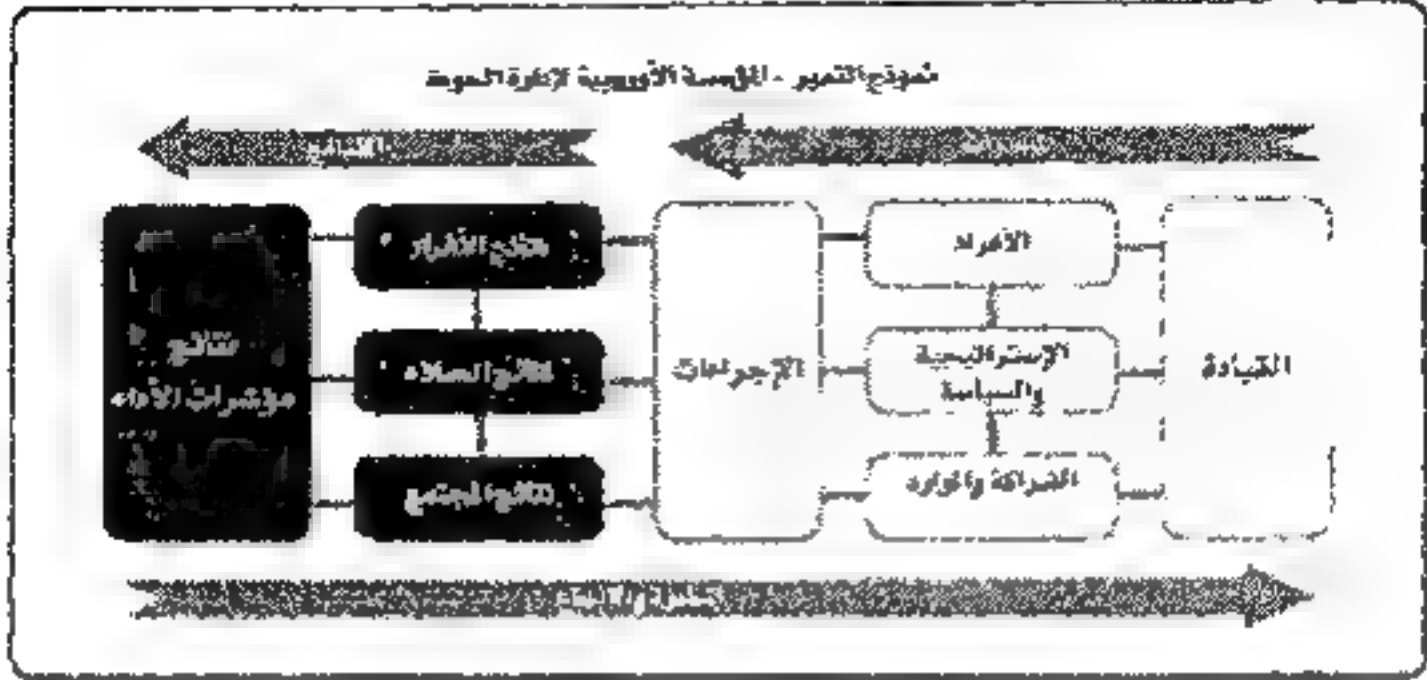 نموذج التميز - المؤسسة الأوروبية لإدارة الجودة
النتائج
الأفراد
نتائج الأفراد
القيادة
الإستراتيجية
والسياسة
الإجراءات
نتائج العملاء
نتائج
مؤشرات الأداء
الشراكة والموارد
نتائج المجتمع